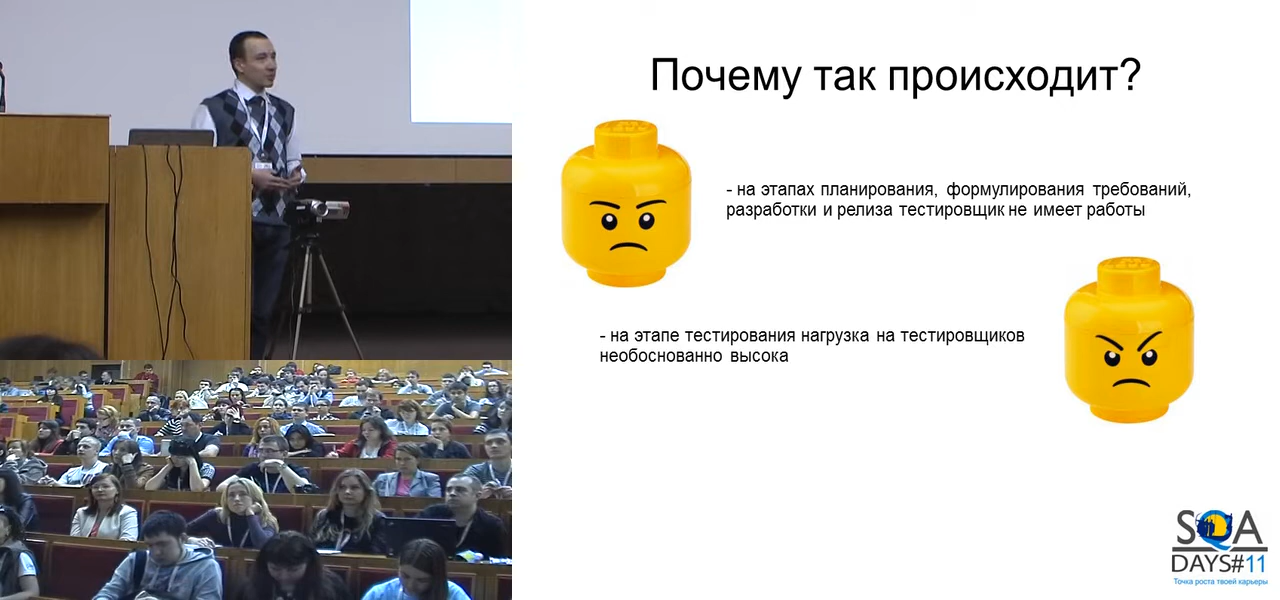 Почему так происходит?
- на этапах планирования, формулирования требований,
разработки и релиза тестировщик не имеет работы
- на этапе тестирования нагрузка на тестировщиков
необоснованно высока
SQA
DAYS#11
Точка роста твоей карьеры